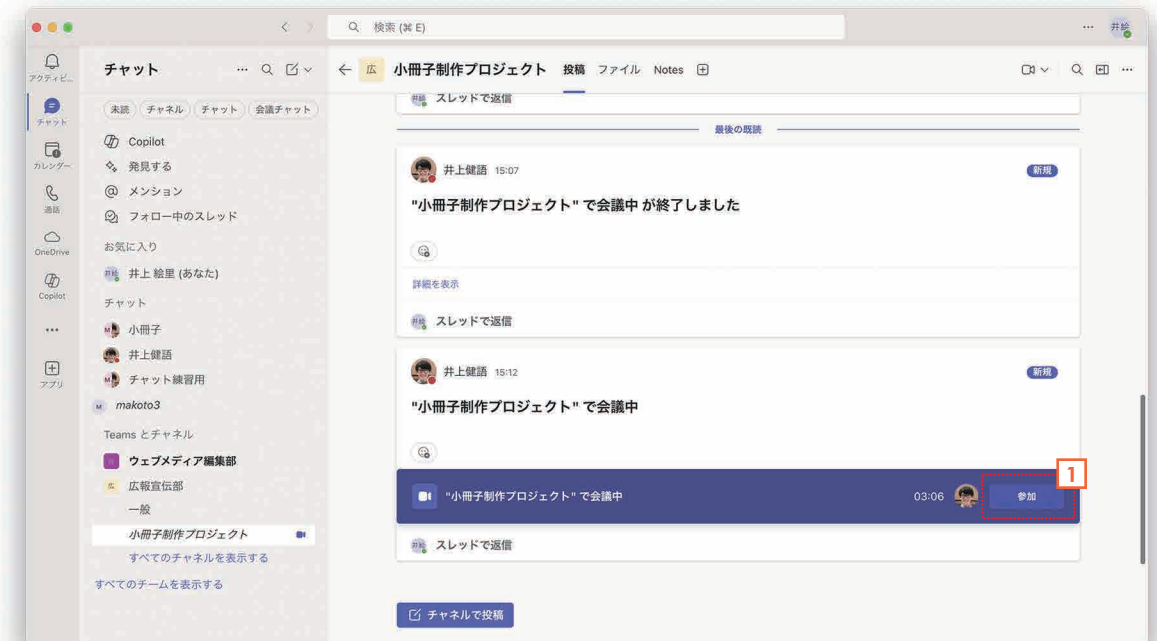 検索 (⌘ E)
井絵
アクティビ...
チャット
カレンダー
通話
OneDrive
Copilot
アプリ
チャット
未読 チャネル チャット 会議チャット
Copilot
発見する
メンション
フォロー中のスレッド
お気に入り
井絵 井上 絵里 (あなた)
チャット
M 小冊子
井上健語
M チャット練習用
M makoto3
Teams とチャネル
ウェブメディア編集部
広 広報宣伝部
一般
小冊子制作プロジェクト
すべてのチャネルを表示する
すべてのチームを表示する
広 小冊子制作プロジェクト 投稿 ファイル Notes
井絵 スレッドで返信
最後の既読
井上健語 15:07 新規
"小冊子制作プロジェクト" で会議中 が終了しました
詳細を表示
井絵 スレッドで返信
井上健語 15:12 新規
"小冊子制作プロジェクト" で会議中
1
"小冊子制作プロジェクト" で会議中 03:06 参加
井絵 スレッドで返信
チャネルで投稿